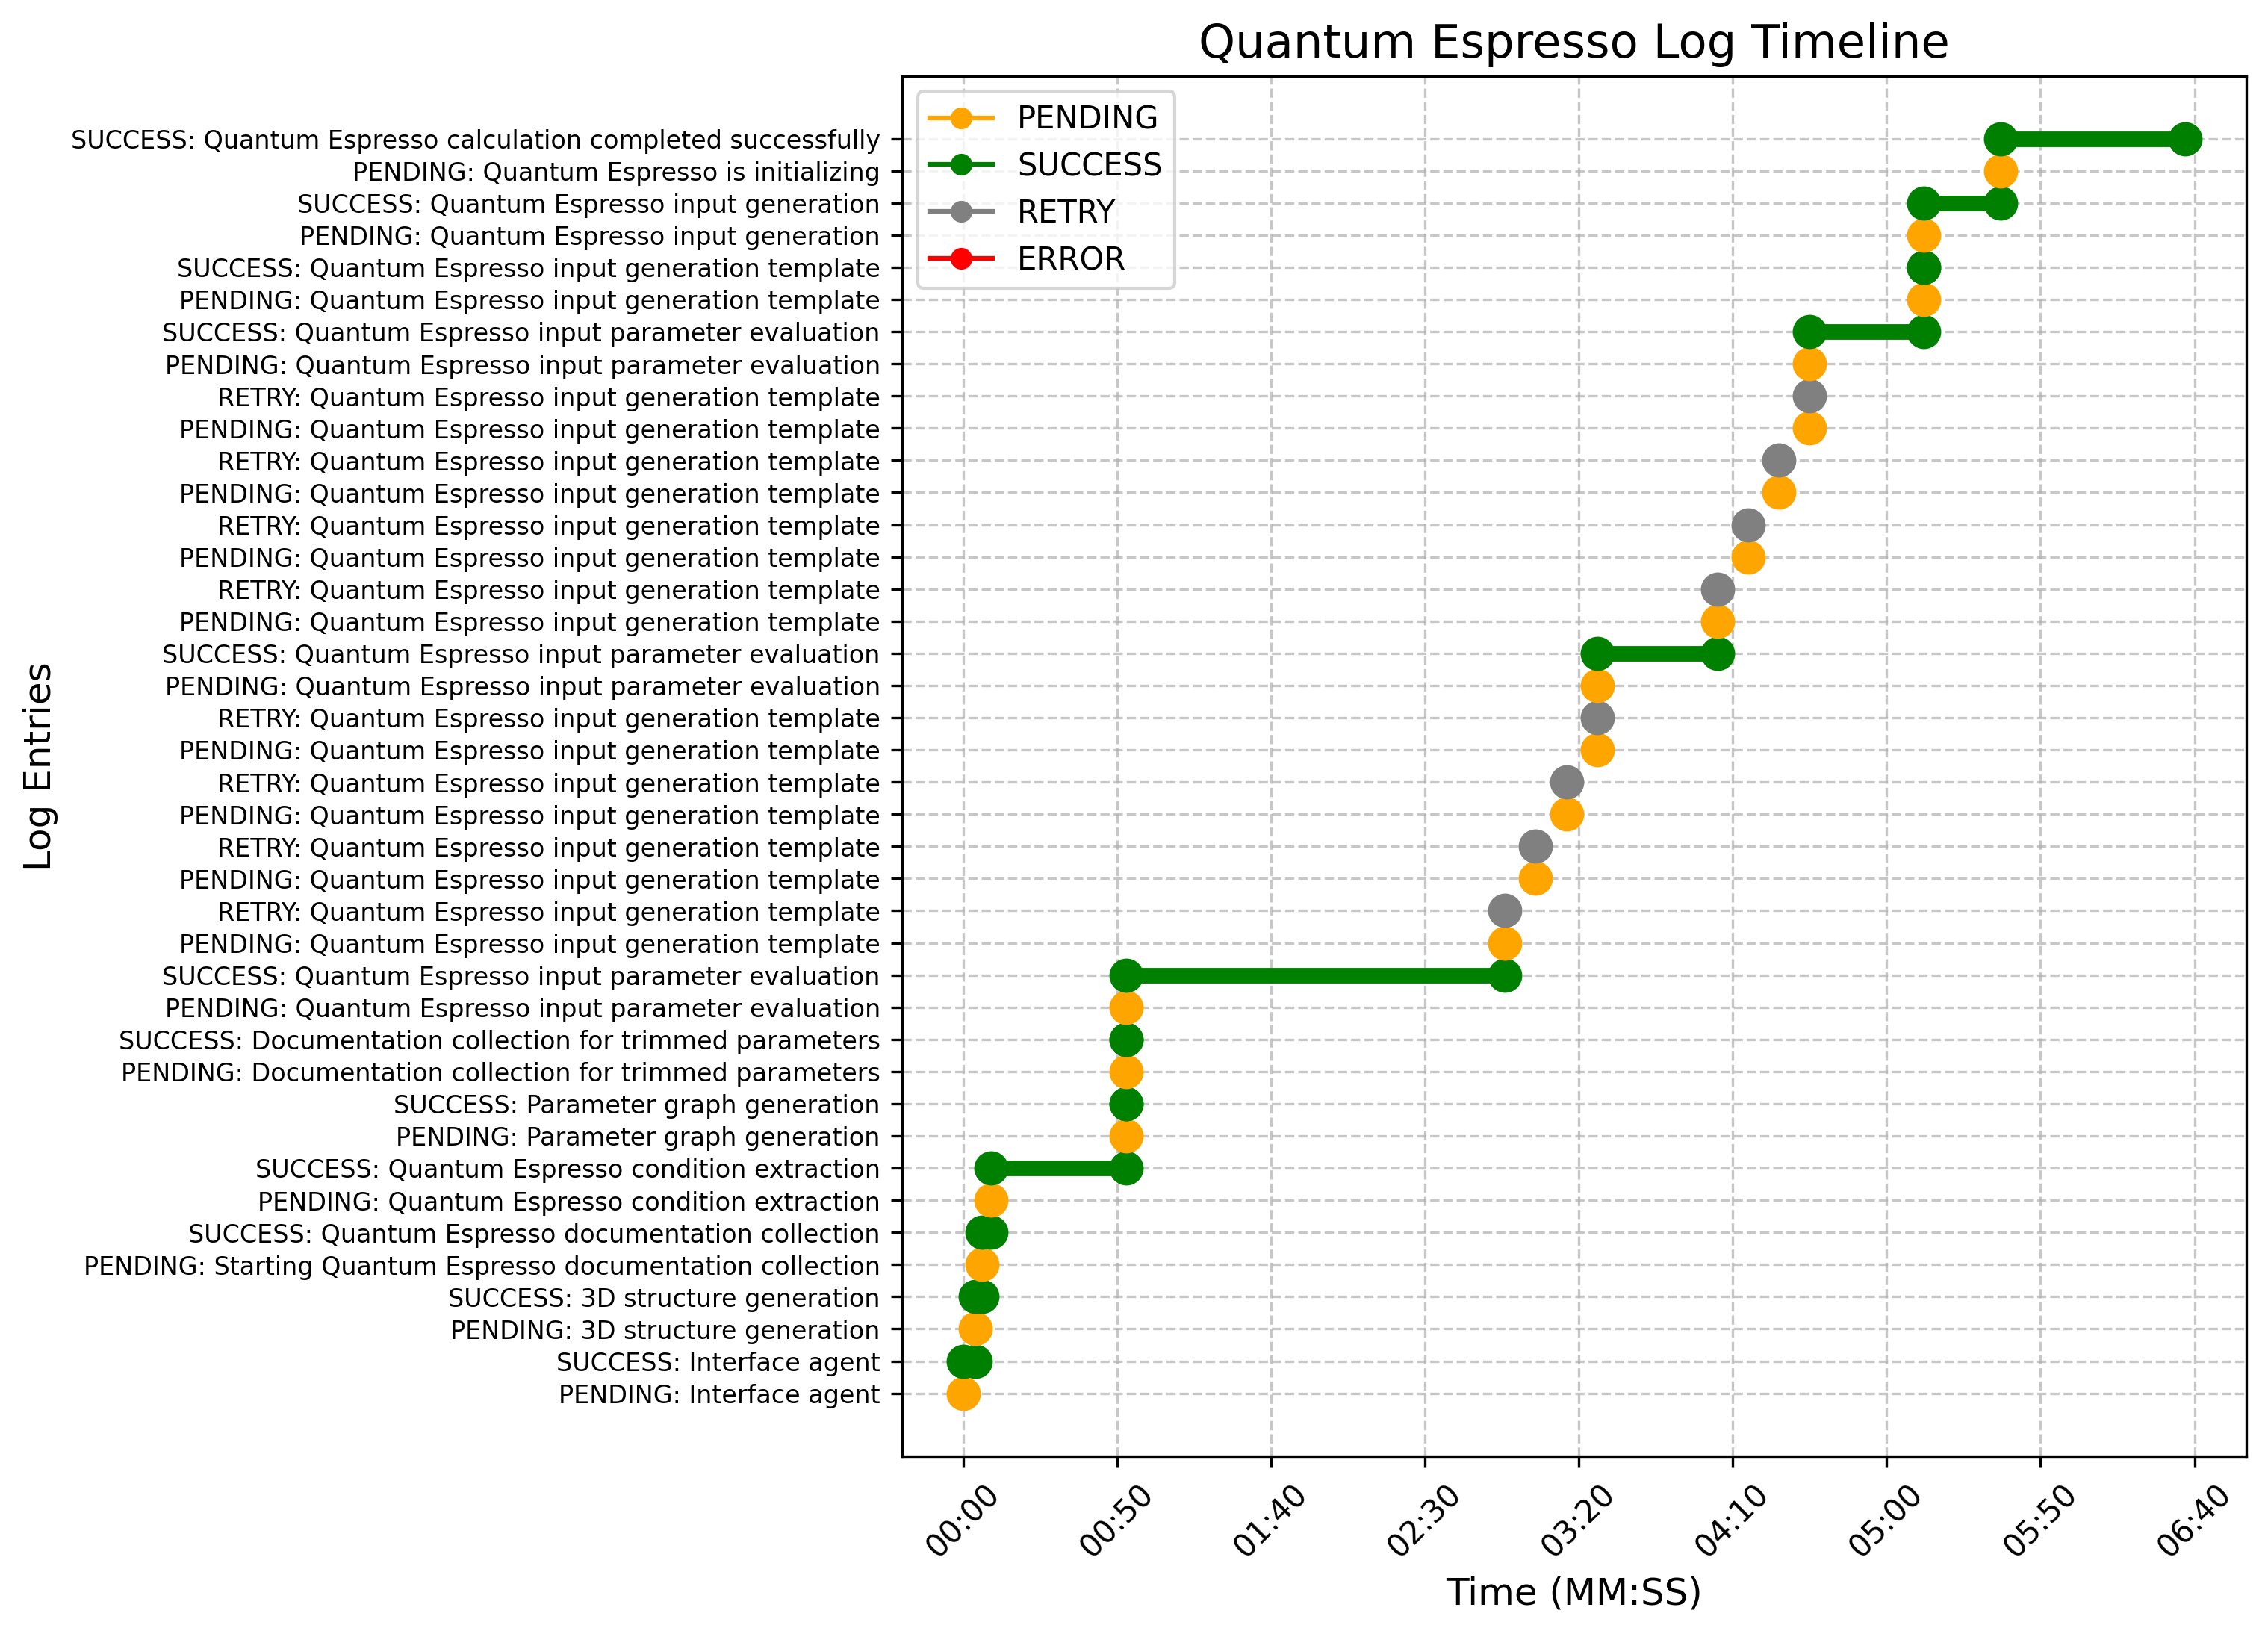 Quantum Espresso Log Timeline
PENDING
SUCCESS
RETRY
ERROR
SUCCESS: Quantum Espresso calculation completed successfully
PENDING: Quantum Espresso is initializing
SUCCESS: Quantum Espresso input generation
PENDING: Quantum Espresso input generation
SUCCESS: Quantum Espresso input generation template
PENDING: Quantum Espresso input generation template
SUCCESS: Quantum Espresso input parameter evaluation
PENDING: Quantum Espresso input parameter evaluation
RETRY: Quantum Espresso input generation template
PENDING: Quantum Espresso input generation template
RETRY: Quantum Espresso input generation template
PENDING: Quantum Espresso input generation template
RETRY: Quantum Espresso input generation template
PENDING: Quantum Espresso input generation template
RETRY: Quantum Espresso input generation template
PENDING: Quantum Espresso input generation template
SUCCESS: Quantum Espresso input parameter evaluation
PENDING: Quantum Espresso input parameter evaluation
RETRY: Quantum Espresso input generation template
PENDING: Quantum Espresso input generation template
RETRY: Quantum Espresso input generation template
PENDING: Quantum Espresso input generation template
RETRY: Quantum Espresso input generation template
PENDING: Quantum Espresso input generation template
RETRY: Quantum Espresso input generation template
PENDING: Quantum Espresso input generation template
SUCCESS: Quantum Espresso input parameter evaluation
PENDING: Quantum Espresso input parameter evaluation
SUCCESS: Documentation collection for trimmed parameters
PENDING: Documentation collection for trimmed parameters
SUCCESS: Parameter graph generation
PENDING: Parameter graph generation
SUCCESS: Quantum Espresso condition extraction
PENDING: Quantum Espresso condition extraction
SUCCESS: Quantum Espresso documentation collection
PENDING: Starting Quantum Espresso documentation collection
SUCCESS: 3D structure generation
PENDING: 3D structure generation
SUCCESS: Interface agent
PENDING: Interface agent
Log Entries
00:00
00:50
01:40
02:30
03:20
04:10
05:00
05:50
06:40
Time (MM:SS)